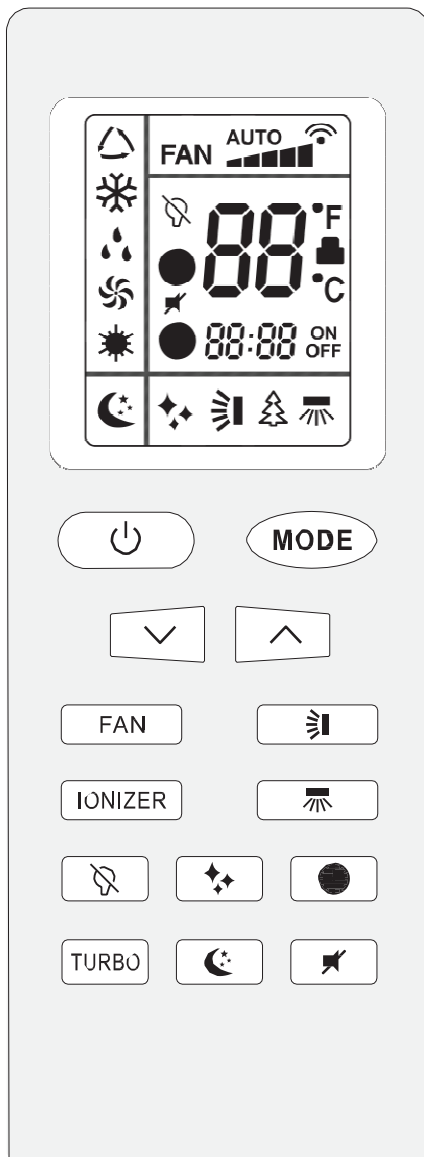 AUTO
FAN
88 °F
°C
88:88 ON
OFF
MODE
FAN
IONIZER
TURBO